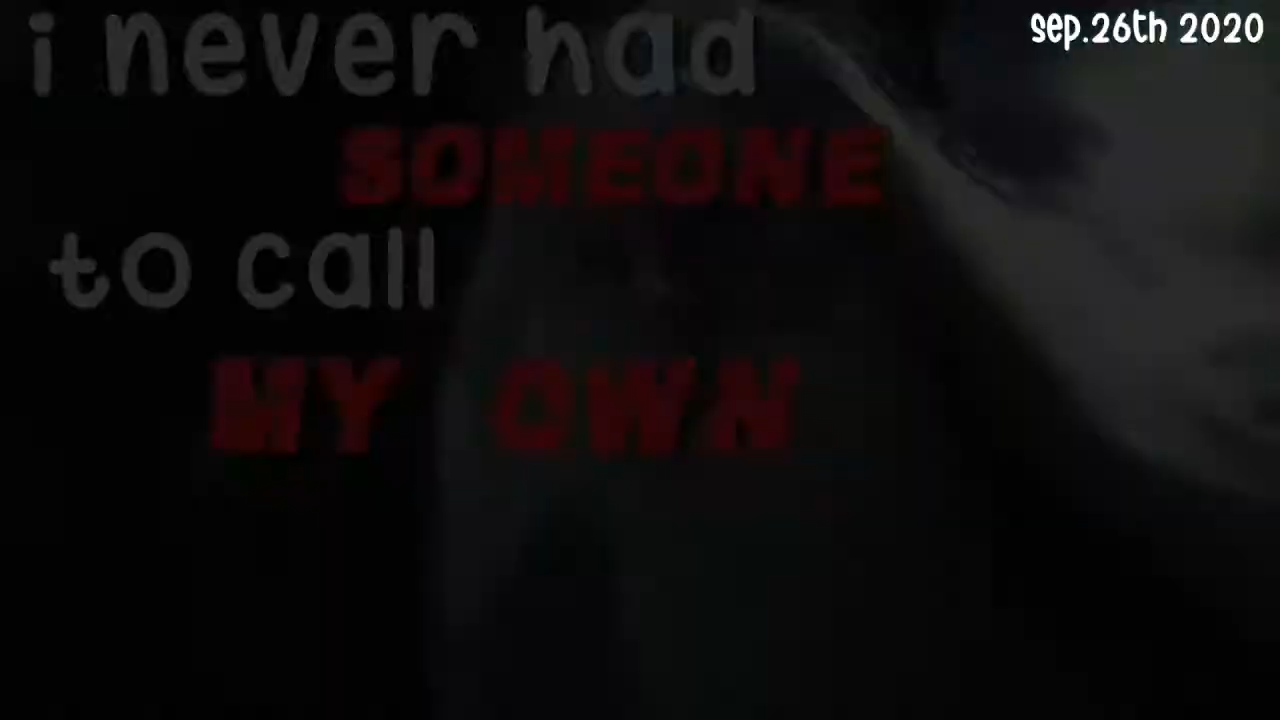 i never had
sep.26th 2020
SOMEONE
to call
MY OWN